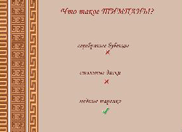 Что такое ТИМПАНЫ?
серебряные бубенцы
стальные диски
медные тарелки